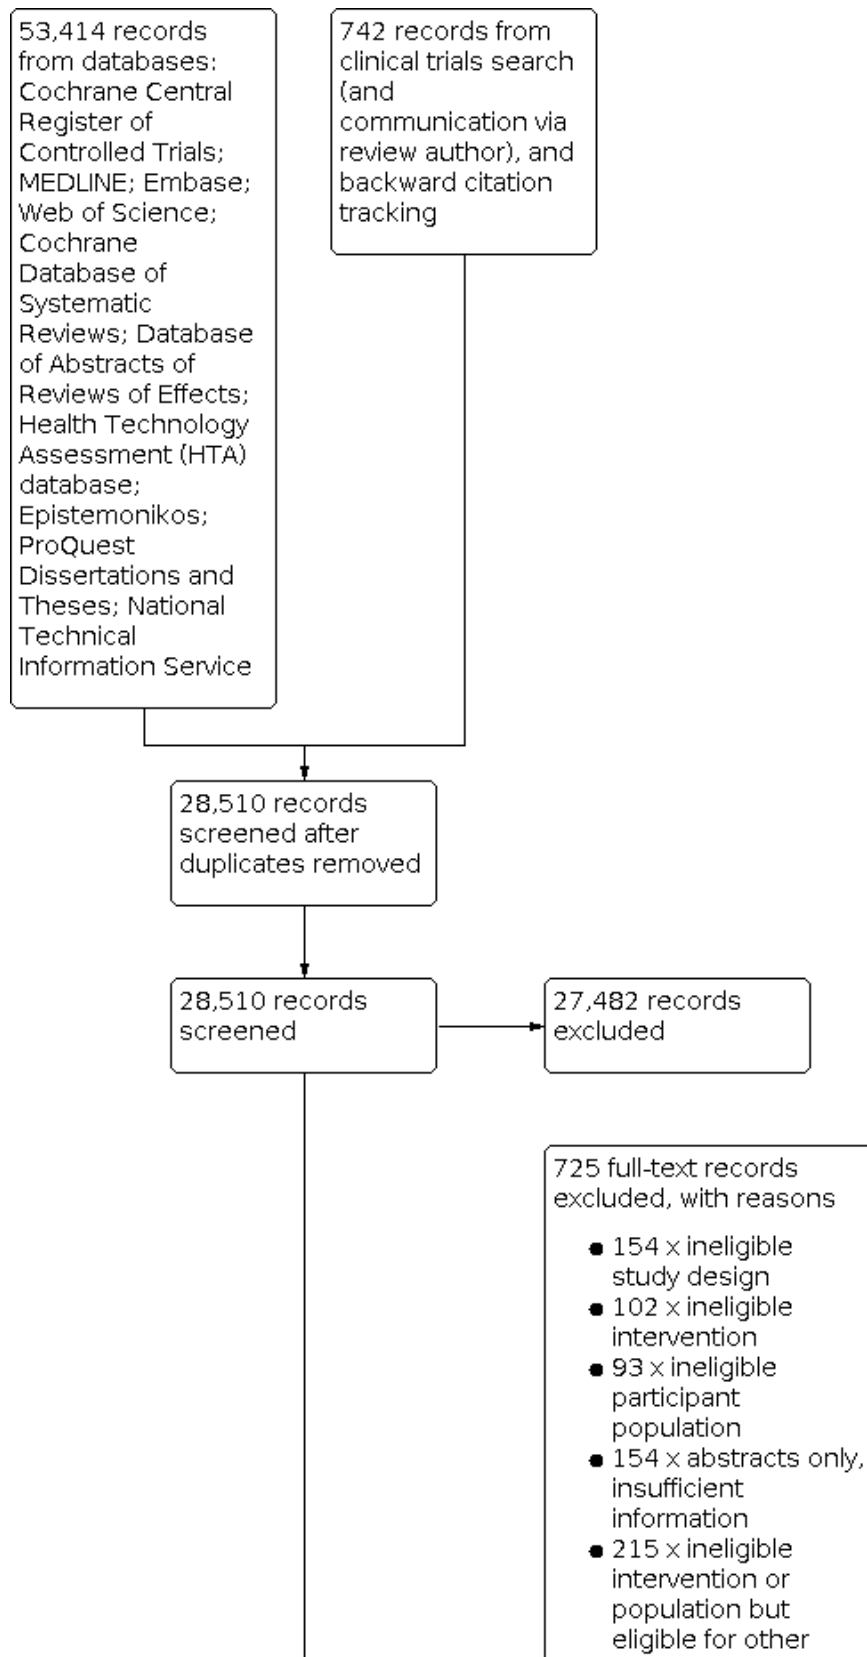 53,414 records
from databases:
Cochrane Central
Register of
Controlled Trials;
MEDLINE; Embase;
Web of Science;
Cochrane
Database of
Systematic
Reviews; Database
of Abstracts of
Reviews of Effects;
Health Technology
Assessment (HTA)
database;
Epistemonikos;
ProQuest
Dissertations and
Theses; National
Technical
Information Service
742 records from
clinical trials search
(and
communication via
review author), and
backward citation
tracking
28,510 records
screened after
duplicates removed
28,510 records
screened
27,482 records
excluded
725 full-text records
excluded, with reasons
● 154 x ineligible
study design
● 102 x ineligible
intervention
● 93 x ineligible
participant
population
● 154 x abstracts only,
insufficient
information
● 215 x ineligible
intervention or
population but
eligible for other